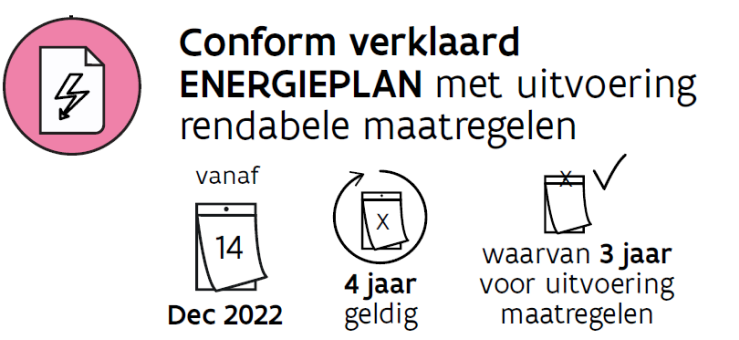 Conform verklaard
ENERGIEPLAN met uitvoering
rendabele maatregelen
vanaf
14
Dec 2022
X
4 jaar
geldig
X
waarvan 3 jaar
voor uitvoering
maatregelen